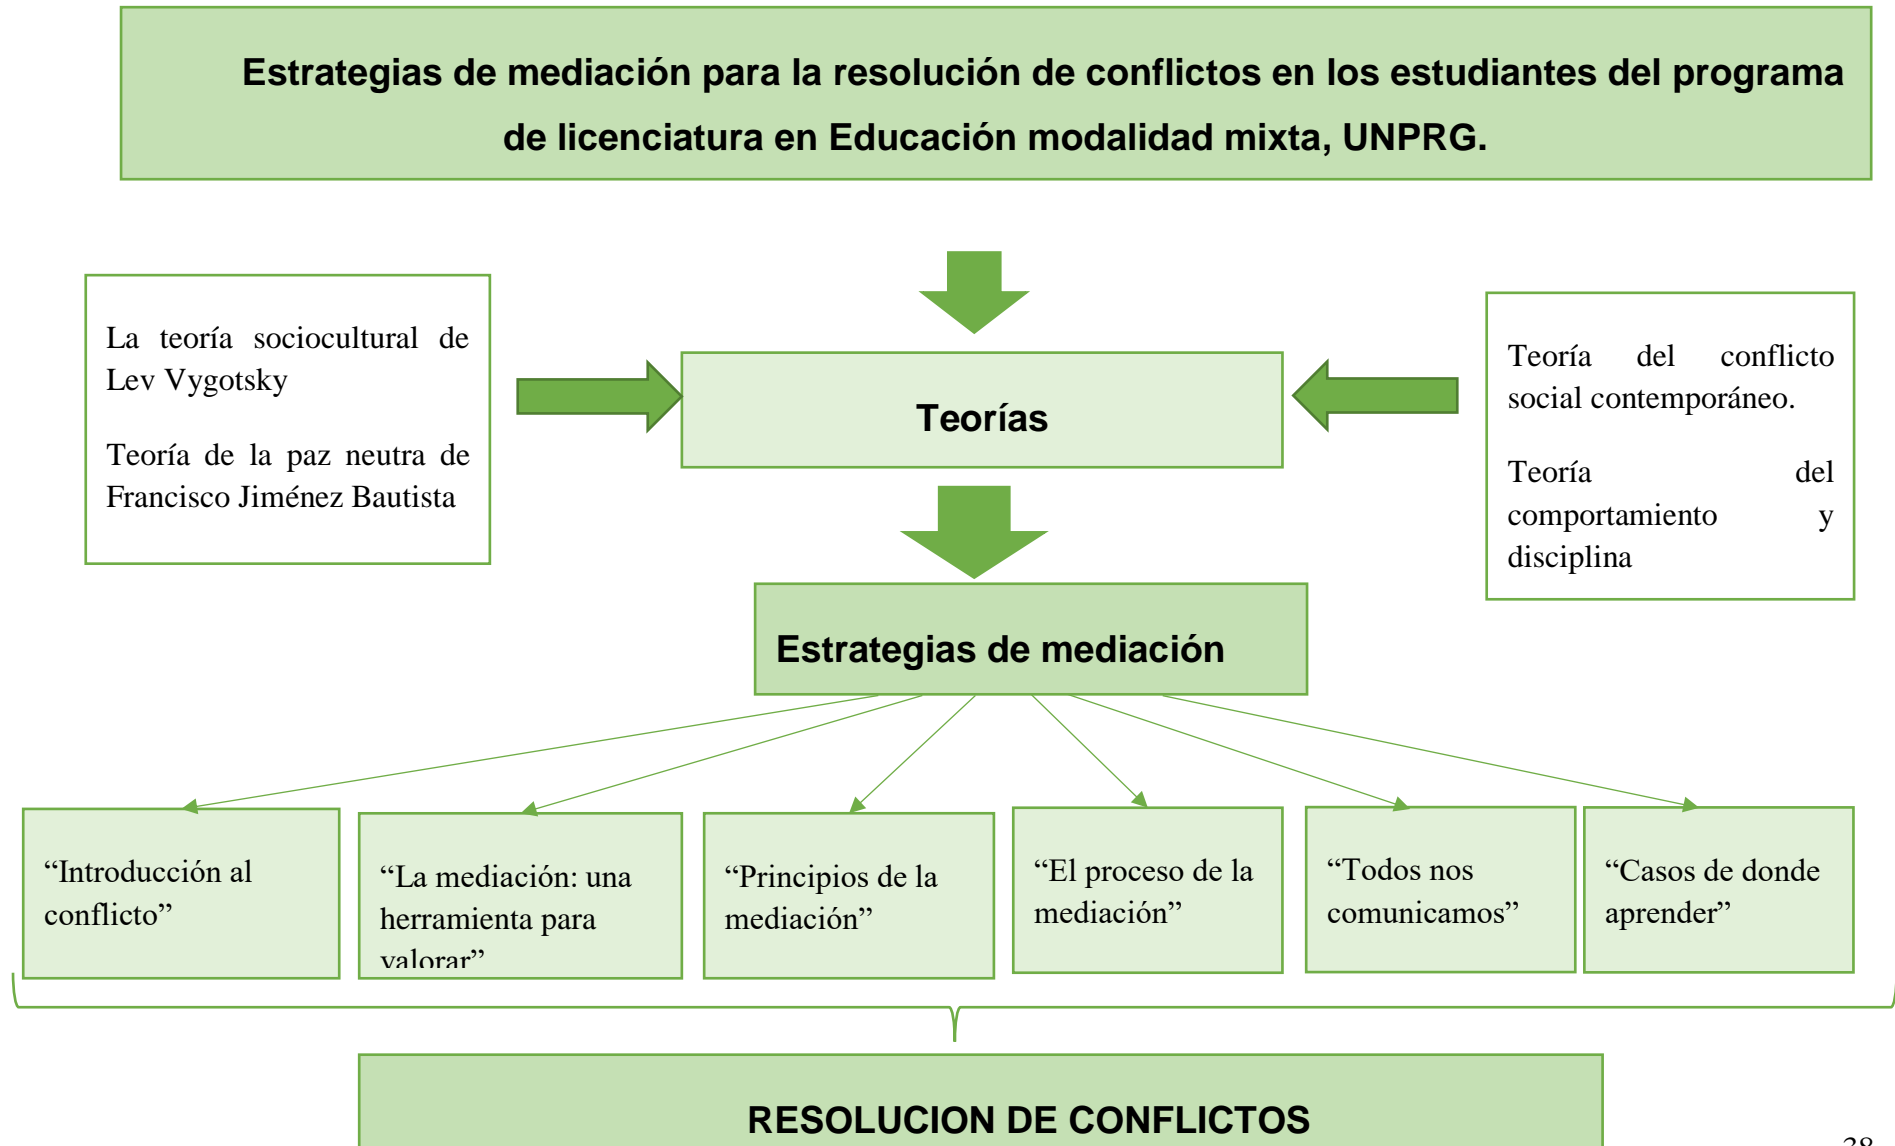 Estrategias de mediación para la resolución de conflictos en los estudiantes del programa
de licenciatura en Educación modalidad mixta, UNPRG.
La teoría sociocultural de
Lev Vygotsky
Teoría de la paz neutra de
Francisco Jiménez Bautista
Teorías
Teoría del conflicto
social contemporáneo.
Teoría del
comportamiento y
disciplina
Estrategias de mediación
“Introducción al
conflicto”
“La mediación: una
herramienta para
valorar”
“Principios de la
mediación”
“El proceso de la
mediación”
“Todos nos
comunicamos”
“Casos de donde
aprender”
RESOLUCION DE CONFLICTOS
38